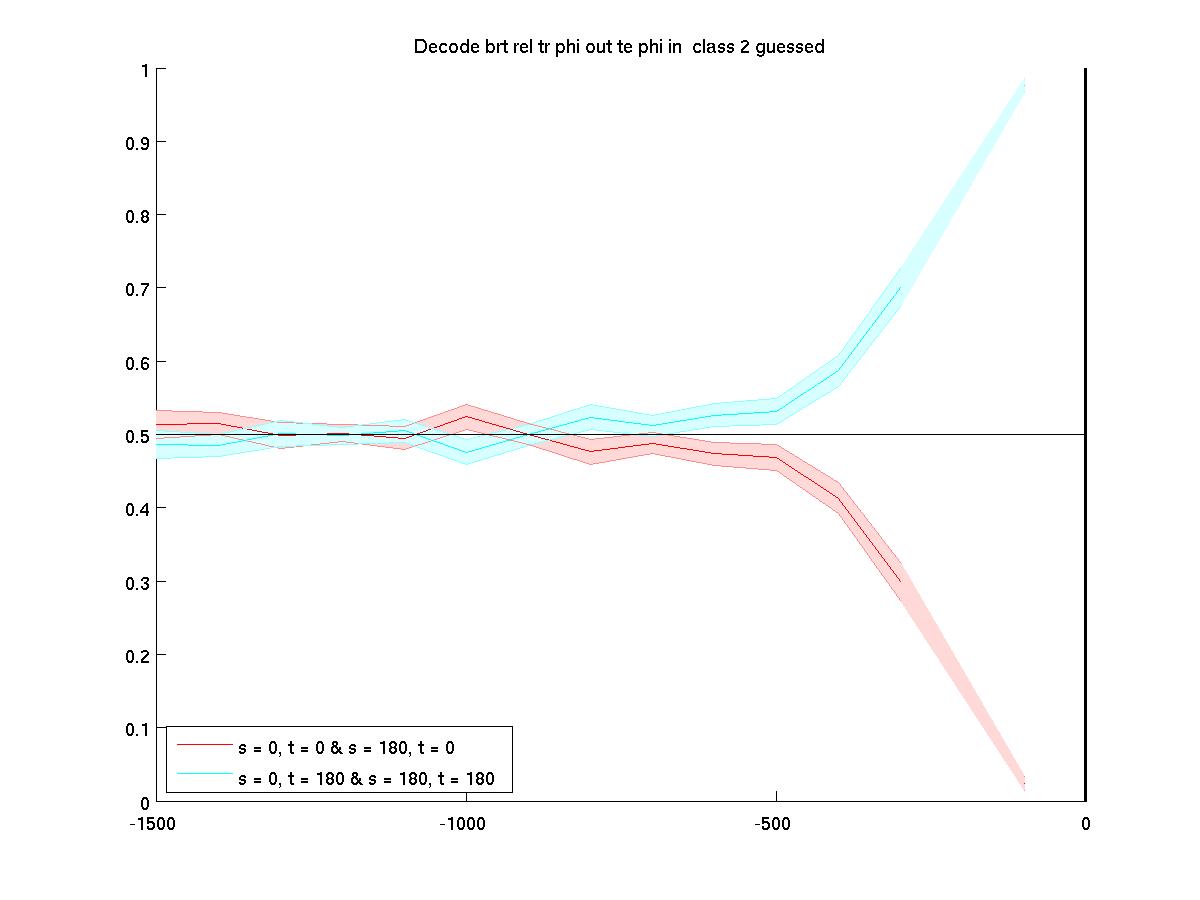 Decode brt rel tr phi out te phi in  class 2 guessed
1
0.9
0.8
0.7
0.6
0.5
0.4
0.3
0.2
0.1
0
s = 0, t = 0 & s = 180, t = 0
s = 0, t = 180 & s = 180, t = 180
-1500 -1000 -500 0